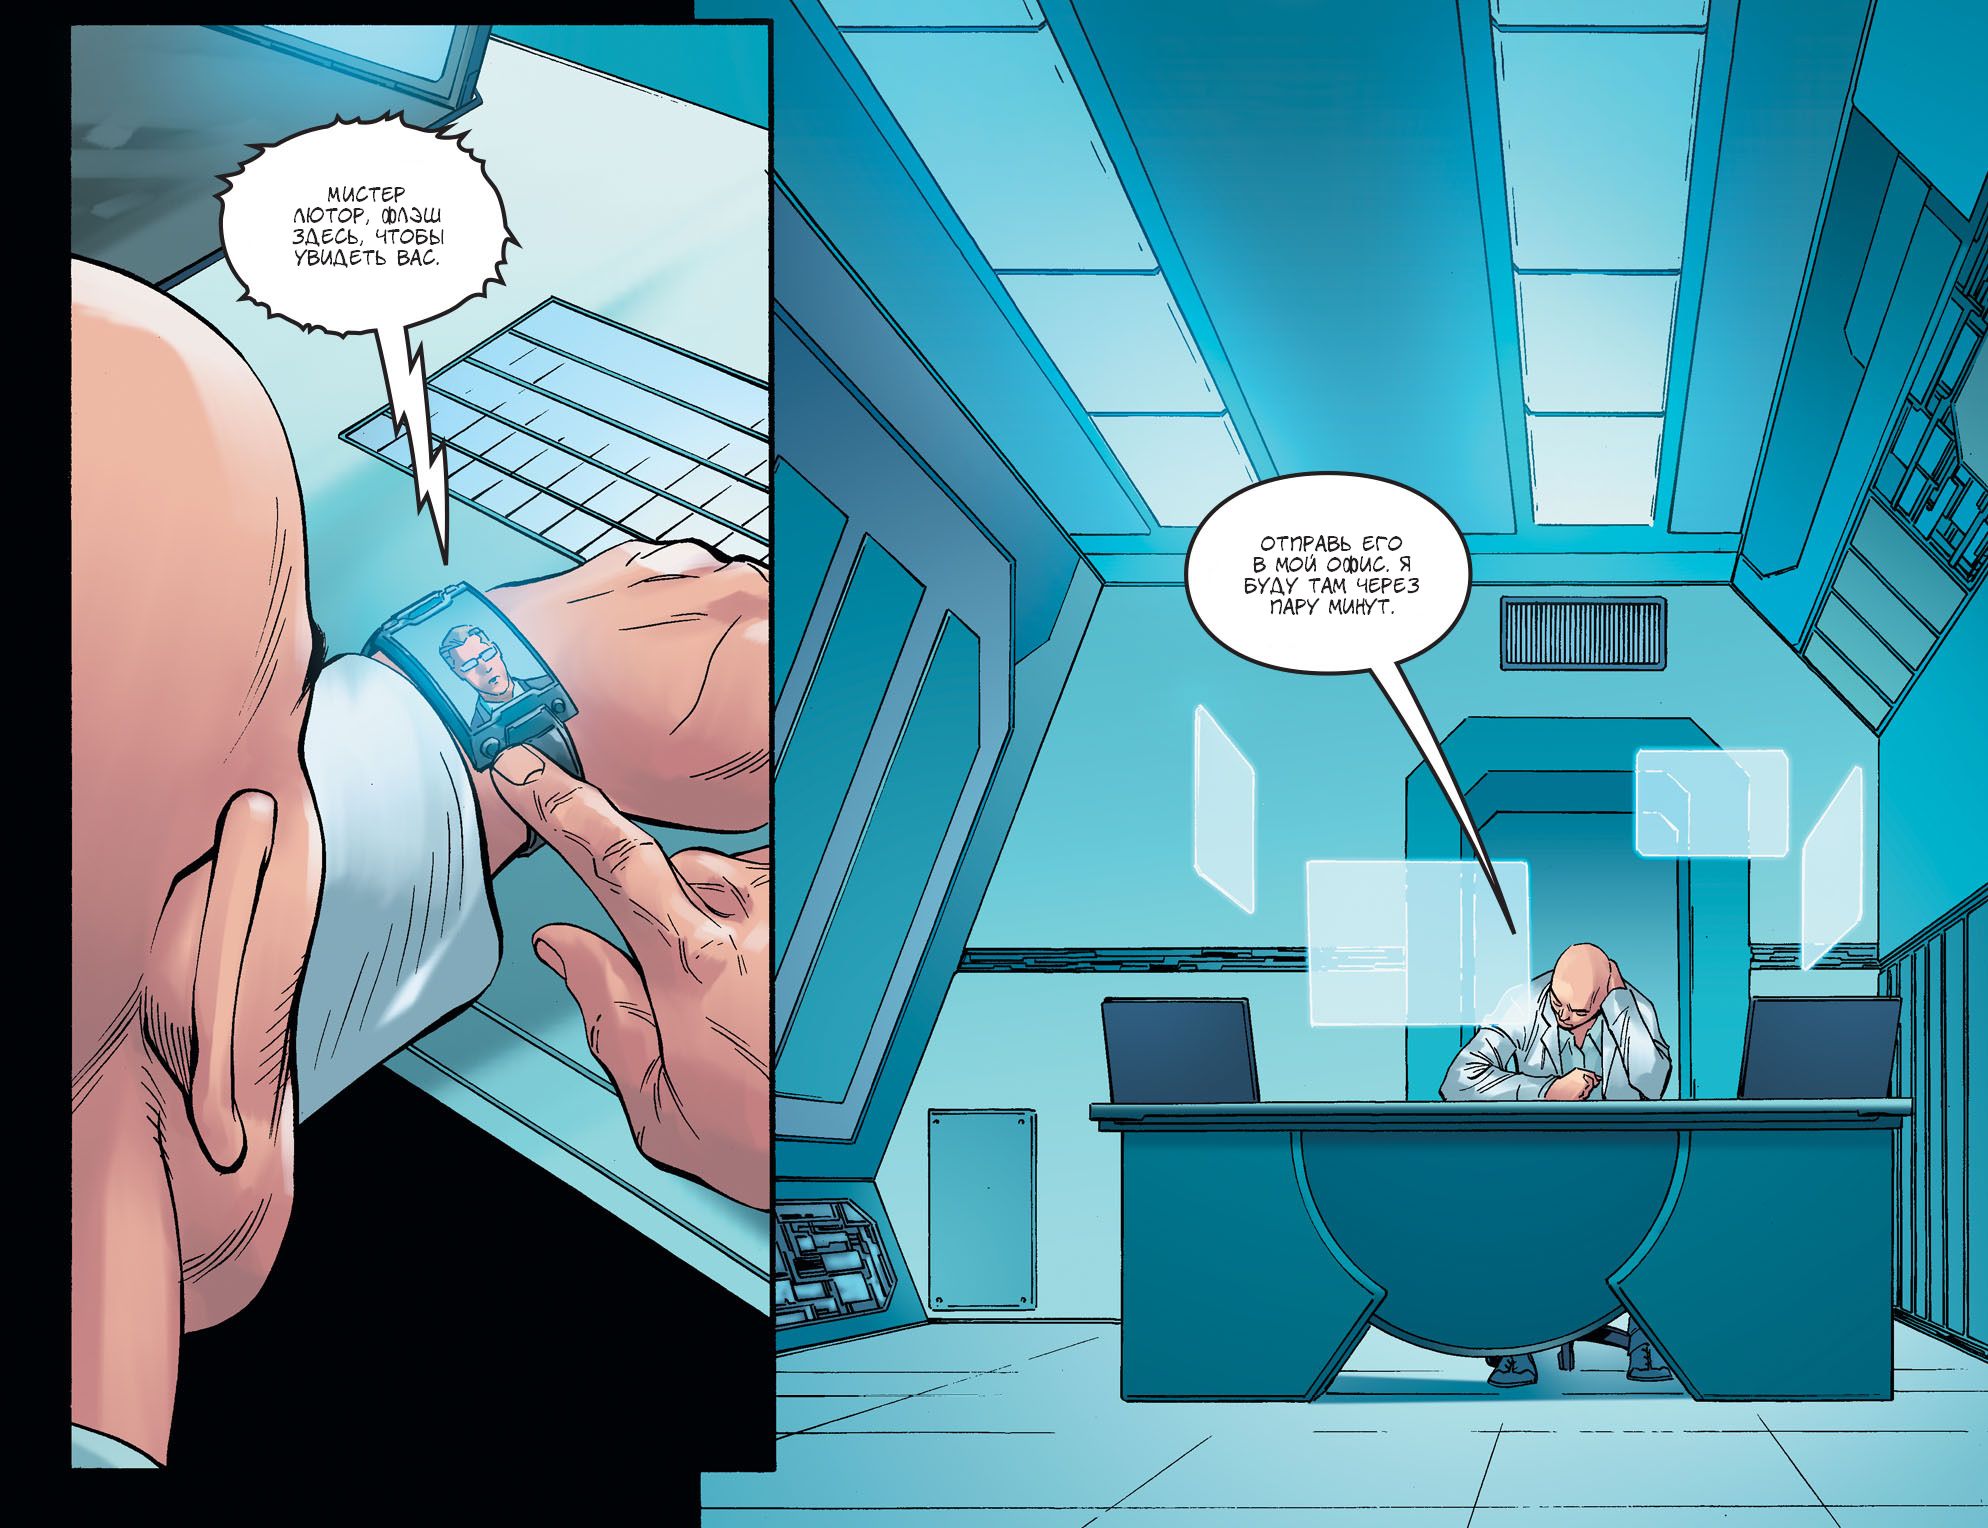 МИСТЕР
ЛЮТОР, ФЛЭШ
ЗДЕСЬ, ЧТОБЫ
УВИДЕТЬ ВАС.
ОТПРАВЬ ЕГО
В МОЙ ОФИС. Я
БУДУ ТАМ ЧЕРЕЗ
ПАРУ МИНУТ.